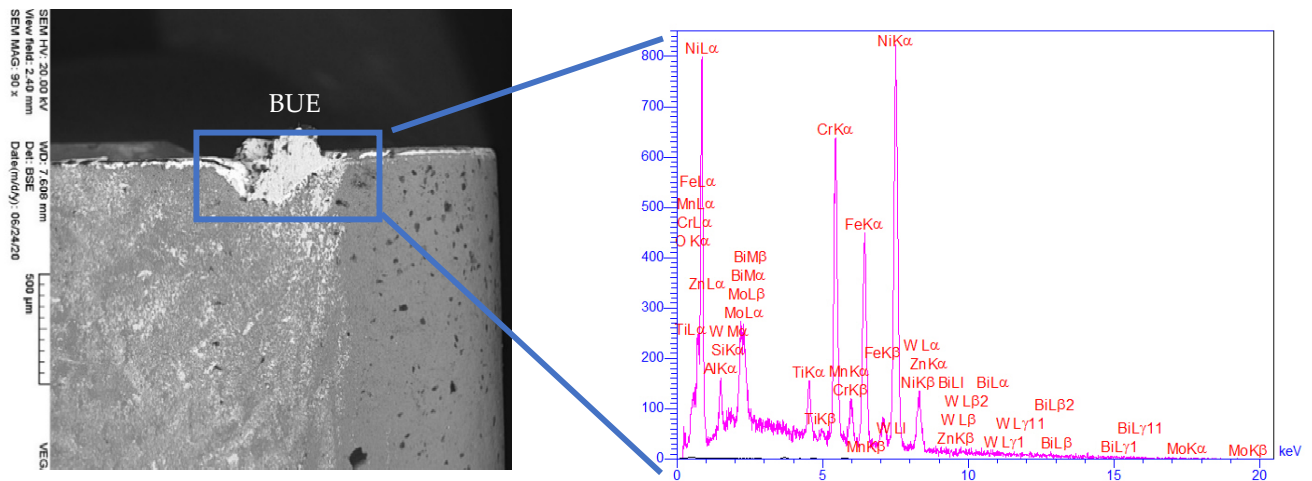 SEM HV: 20.00 kV
WD: 7.608 mm
View field: 2.40 mm
Det: BSE
SEM MAG: 90 x
Date(m/d/y): 06/24/20
500 µm
VEG
BUE
NiLα
NiKα
CrKα
FeLα
MnLα
CrLα
O Kα
FeKα
BiMβ
BiMα
ZnLα
MoLβ
MoLα
TiLα
W Mα
SiKα
AlKα
TiKα
TiKβ
MnKα
CrKβ
MnKβ
FeKβ
W Ll
W Lα
ZnKα
NiKβ
BiLl
BiLα
W Lβ2
W Lβ
ZnKβ
W Lγ11
W Lγ1
BiLβ2
BiLβ
BiLγ11
BiLγ1
MoKα
MoKβ
800
700
600
500
400
300
200
100
0
0
5
10
15
20
keV